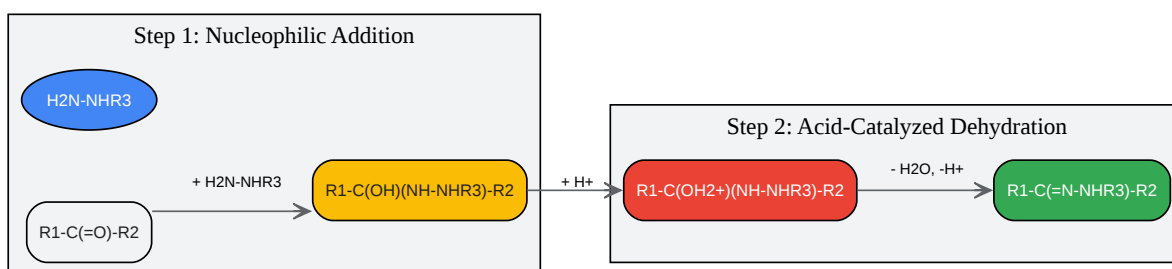 Step 1: Nucleophilic Addition
H2N-NHR3
+ H2N-NHR3
R1-C(=O)-R2
R1-C(OH)(NH-NHR3)-R2
+ H+
Step 2: Acid-Catalyzed Dehydration
R1-C(OH2+)(NH-NHR3)-R2
- H2O, -H+
R1-C(=N-NHR3)-R2